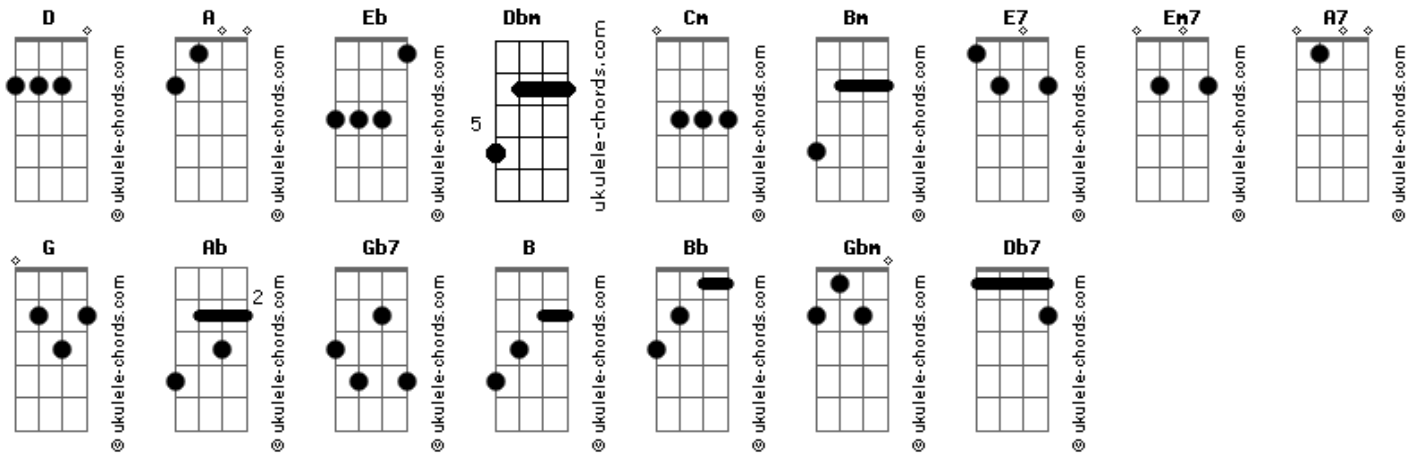 D A Eb Dbm Cm Bm E7 Em7 A7
5
© ukulele-chords.com © ukulele-chords.com © ukulele-chords.com ukulele-chords.com © ukulele-chords.com © ukulele-chords.com © ukulele-chords.com © ukulele-chords.com © ukulele-chords.com
G Ab Gb7 B Bb Gbm Db7
2
© ukulele-chords.com © ukulele-chords.com © ukulele-chords.com © ukulele-chords.com © ukulele-chords.com © ukulele-chords.com © ukulele-chords.com